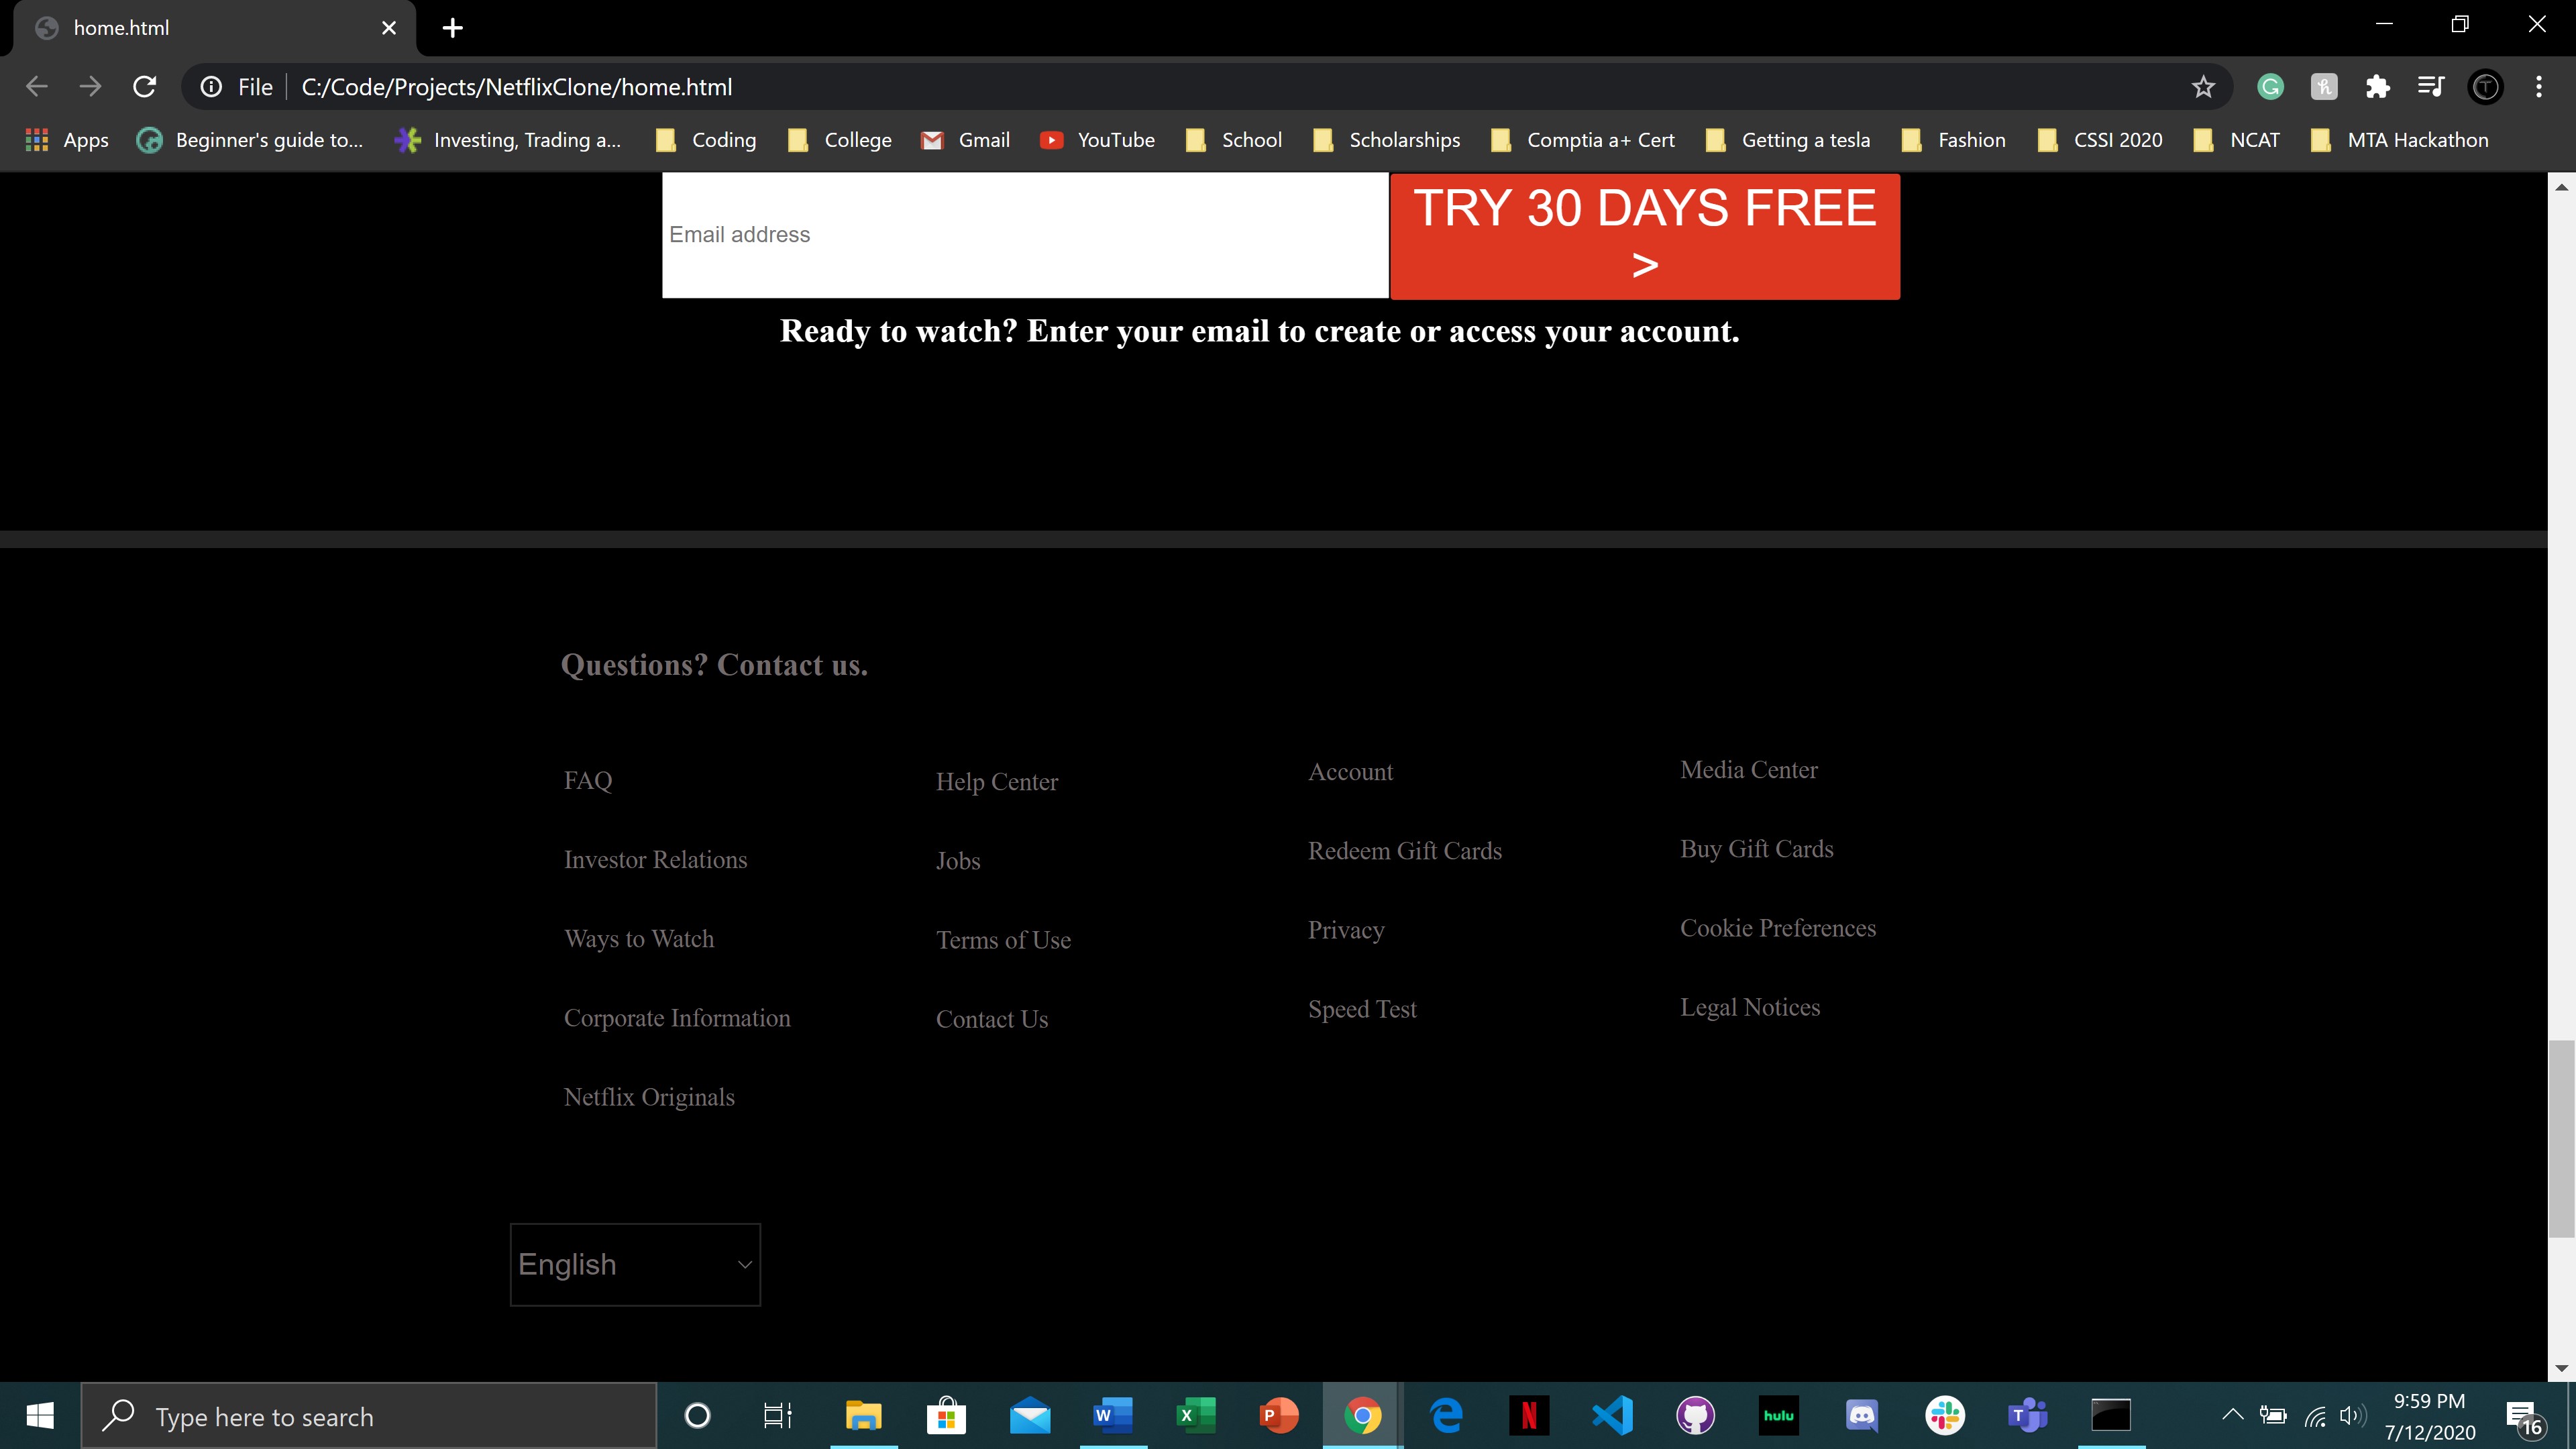 home.html
File C:/Code/Projects/NetflixClone/home.html
Apps Beginner's guide to... Investing, Trading a... Coding College Gmail YouTube School Scholarships Comptia a+ Cert Getting a tesla Fashion CSSI 2020 NCAT MTA Hackathon
Email address
TRY 30 DAYS FREE
>
Ready to watch? Enter your email to create or access your account.
Questions? Contact us.
FAQ Help Center Account Media Center
Investor Relations Jobs Redeem Gift Cards Buy Gift Cards
Ways to Watch Terms of Use Privacy Cookie Preferences
Corporate Information Contact Us Speed Test Legal Notices
Netflix Originals
English
Type here to search
W X P N hulu T
9:59 PM
7/12/2020
16